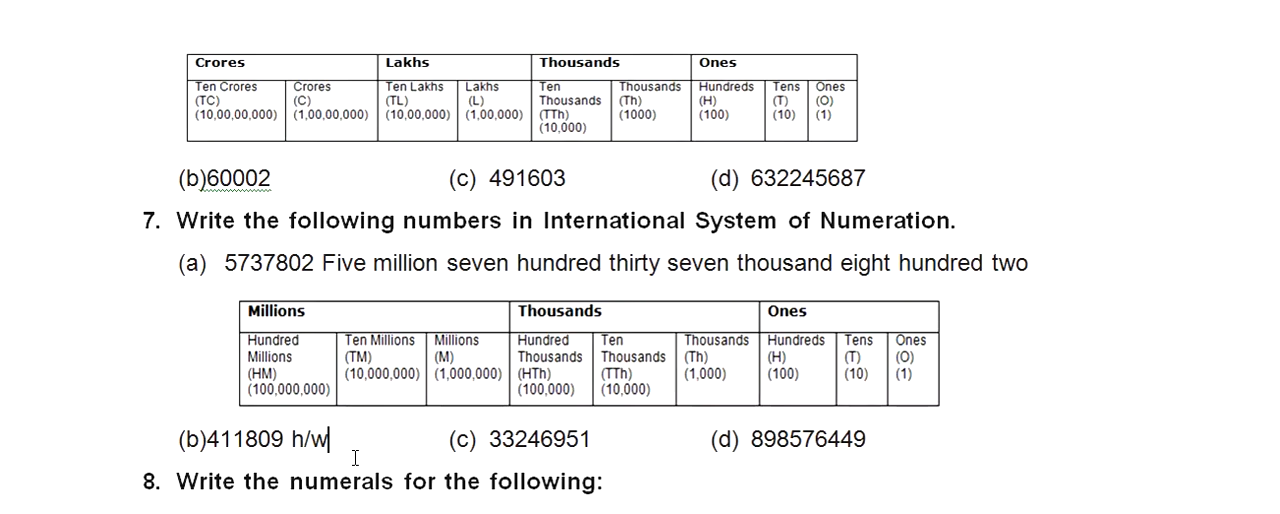 Crores Lakhs Thousands Ones
Ten Crores Crores Ten Lakhs Lakhs Ten Thousands Hundreds Tens Ones
(TC) (C) (TL) (L) Thousands (Th) (H) (T) (O)
(10,00,00,000) (1,00,00,000) (10,00,000) (1,00,000) (TTh) (1000) (100) (10) (1)
(10,000)
(b)60002 (c) 491603 (d) 632245687
7. Write the following numbers in International System of Numeration.
(a) 5737802 Five million seven hundred thirty seven thousand eight hundred two
Millions Thousands Ones
Hundred Ten Millions Millions Hundred Ten Thousands Hundreds Tens Ones
Millions (TM) (M) Thousands Thousands (Th) (H) (T) (O)
(HM) (10,000,000) (1,000,000) (HTh) (TTh) (1,000) (100) (10) (1)
(100,000,000) (100,000) (10,000)
(b)411809 h/w (c) 33246951 (d) 898576449
8. Write the numerals for the following: